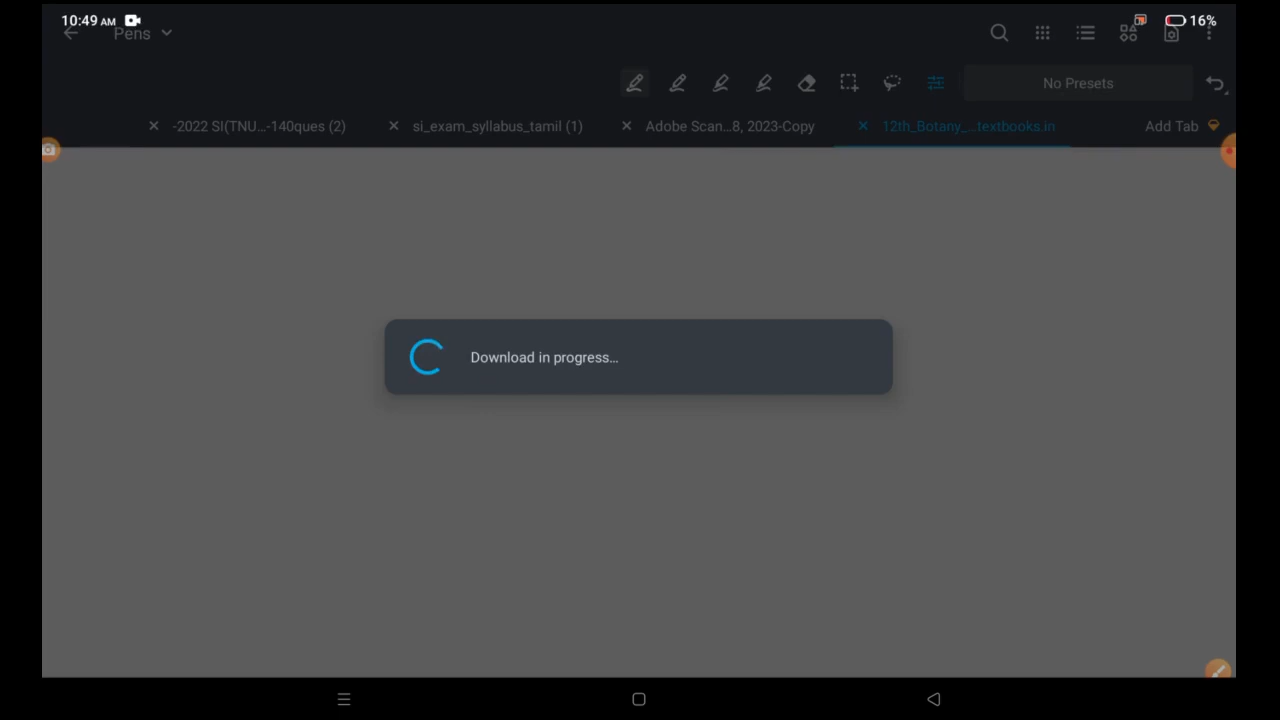 10:49 AM
16%
Pens
No Presets
-2022 SI(TNU...-140ques (2)
si_exam_syllabus_tamil (1)
Adobe Scan...8, 2023-Copy
12th_Botany_...textbooks.in
Add Tab
Download in progress...